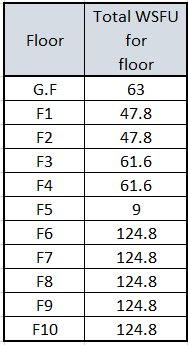 Floor Total WSFU for floor
G.F 63
F1 47.8
F2 47.8
F3 61.6
F4 61.6
F5 9
F6 124.8
F7 124.8
F8 124.8
F9 124.8
F10 124.8